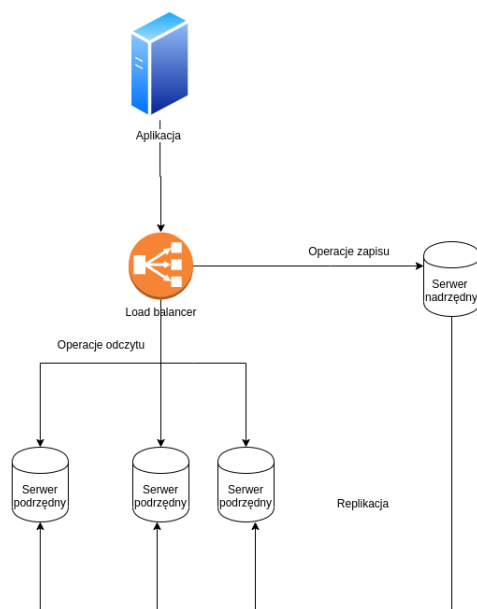 Aplikacja
Operacje zapisu
Serwer
nadrzędny
Load balancer
Operacje odczytu
Serwer
podrzędny
Serwer
podrzędny
Serwer
podrzędny
Replikacja